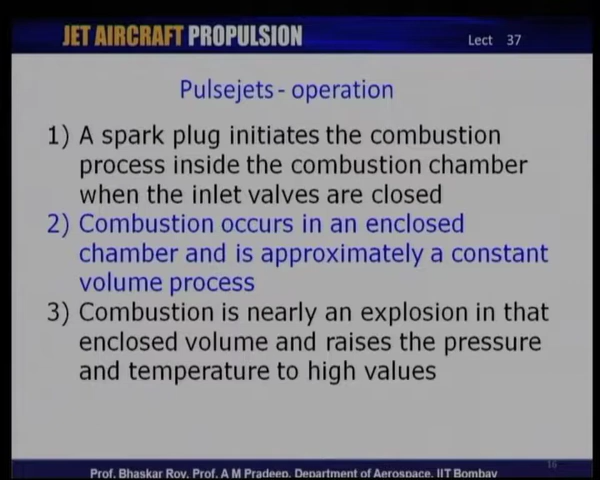 JET AIRCRAFT PROPULSION
Lect 37
Pulsejets - operation
1) A spark plug initiates the combustion
process inside the combustion chamber
when the inlet valves are closed
2) Combustion occurs in an enclosed
chamber and is approximately a constant
volume process
3) Combustion is nearly an explosion in that
enclosed volume and raises the pressure
and temperature to high values
16
Prof. Bhaskar Roy, Prof. A M Pradeep, Department of Aerospace, IIT Bombay